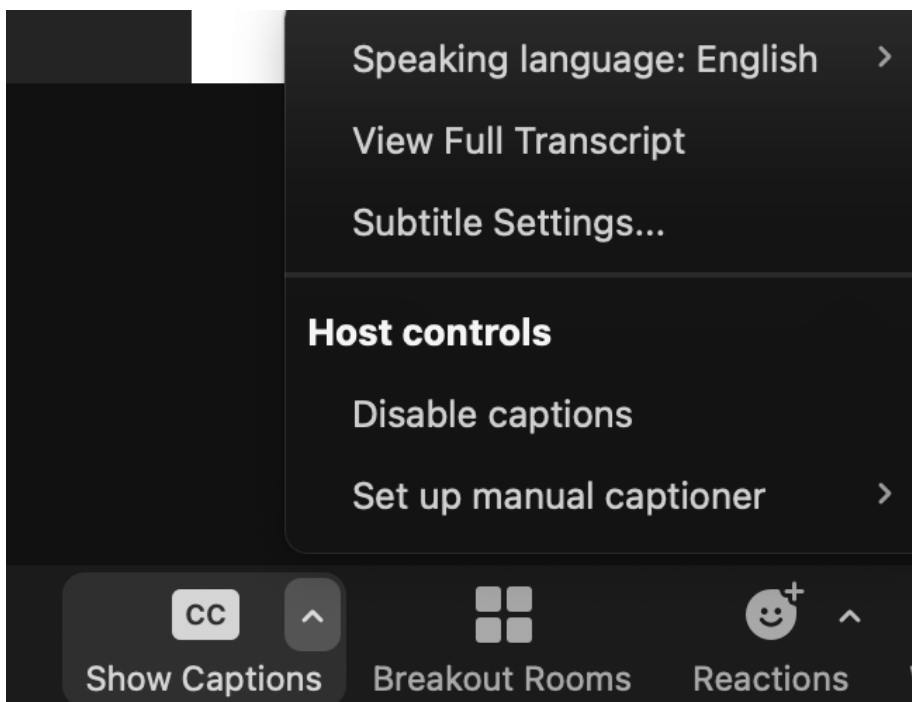 Speaking language: English
View Full Transcript
Subtitle Settings...
Host controls
Disable captions
Set up manual captioner
CC
Show Captions
Breakout Rooms
Reactions